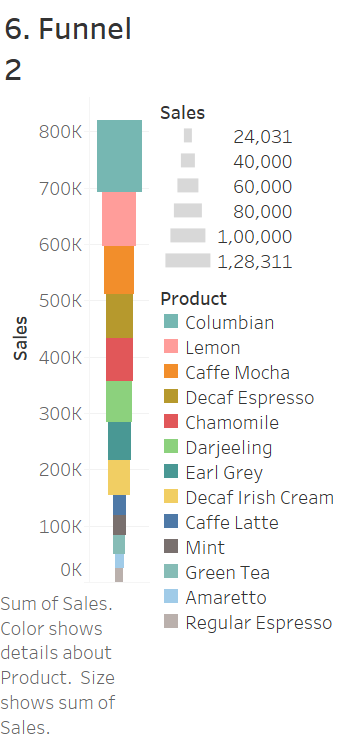 6. Funnel
2
Sales
800K
700K
600K
500K
400K
300K
200K
100K
0K
Sales
24,031
40,000
60,000
80,000
1,00,000
1,28,311
Product
Columbian
Lemon
Caffe Mocha
Decaf Espresso
Chamomile
Darjeeling
Earl Grey
Decaf Irish Cream
Caffe Latte
Mint
Green Tea
Amaretto
Regular Espresso
Sum of Sales.
Color shows
details about
Product.  Size
shows sum of
Sales.